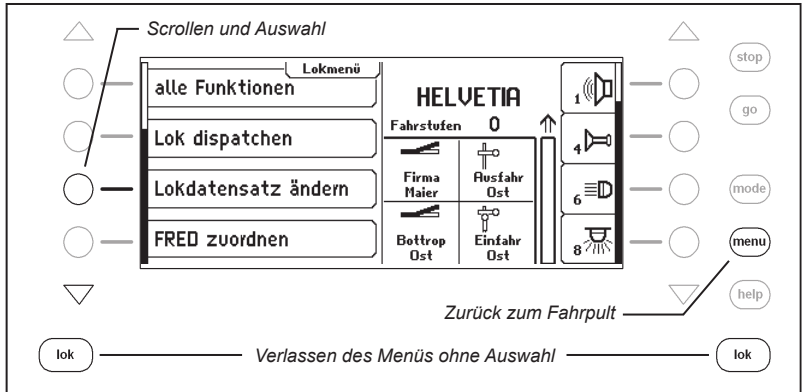 Scrollen und Auswahl
stop
go
mode
menu
help
Lokmenü
alle Funktionen
Lok dispatchen
Lokdatensatz ändern
FRED zuordnen
HELVETIA
Fahrstufen 0
Firma
Maier
Ausfahr
Ost
Bottrop
Ost
Einfahr
Ost
1
4
6
8
Zurück zum Fahrpult
lok
Verlassen des Menüs ohne Auswahl
lok